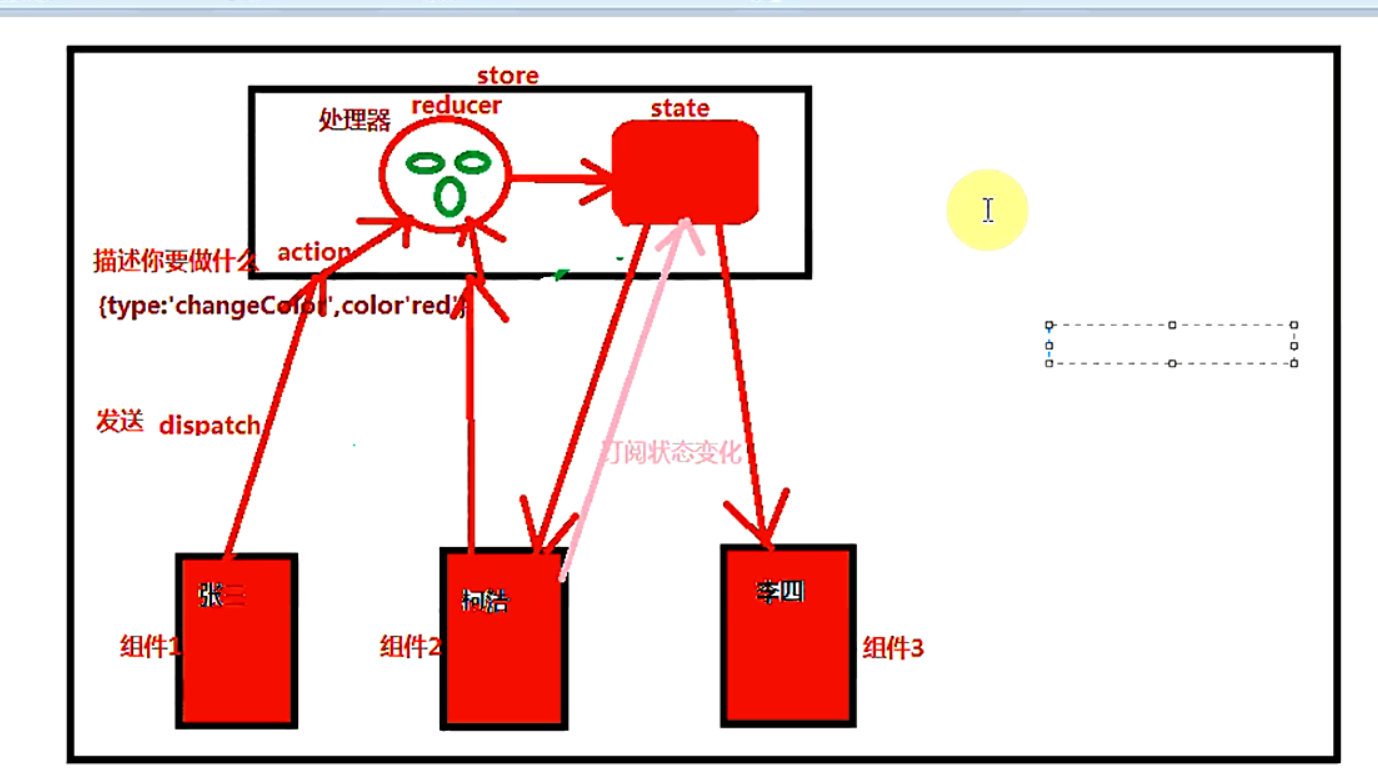 store
处理器 reducer
state
描述你要做什么 action
{type:'changeColor',color'red'}
发送 dispatch
订阅状态变化
张三
柯洁
李四
组件1
组件2
组件3